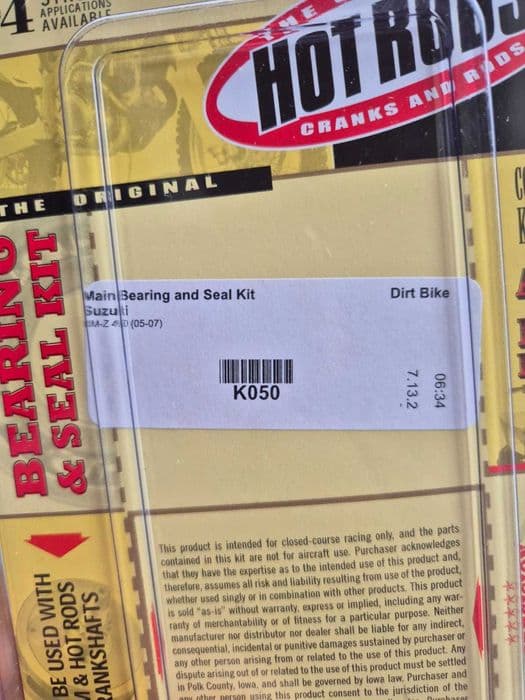 4
APPLICATIONS
AVAILABLE
THE
HOT RODS
CRANKS AND RODS
THE ORIGINAL
BEARING
& SEAL KIT
Main Bearing and Seal Kit
Dirt Bike
Suzuki
RM-Z 450 (05-07)
K050
7.13.2
06:34
BE USED WITH
M & HOT RODS
RANKSHAFTS
This product is intended for closed-course racing only, and the parts
contained in this kit are not for aircraft use. Purchaser acknowledges
that they have the expertise as to the intended use of this product and,
therefore, assumes all risk and liability resulting from use of the product,
whether used singly or in combination with other products. This product
is sold "as-is" without warranty, express or implied, including any war-
ranty of merchantability or of fitness for a particular purpose. Neither
manufacturer nor distributor nor dealer shall be liable for any indirect,
consequential, incidental or punitive damages sustained by purchaser or
any other person arising from or related to the use of this product. Any
dispute arising out of or related to the use of this product must be settled
in Polk County, Iowa, and shall be governed by Iowa law. Purchaser and
any other person using this product consent to the jurisdiction of the